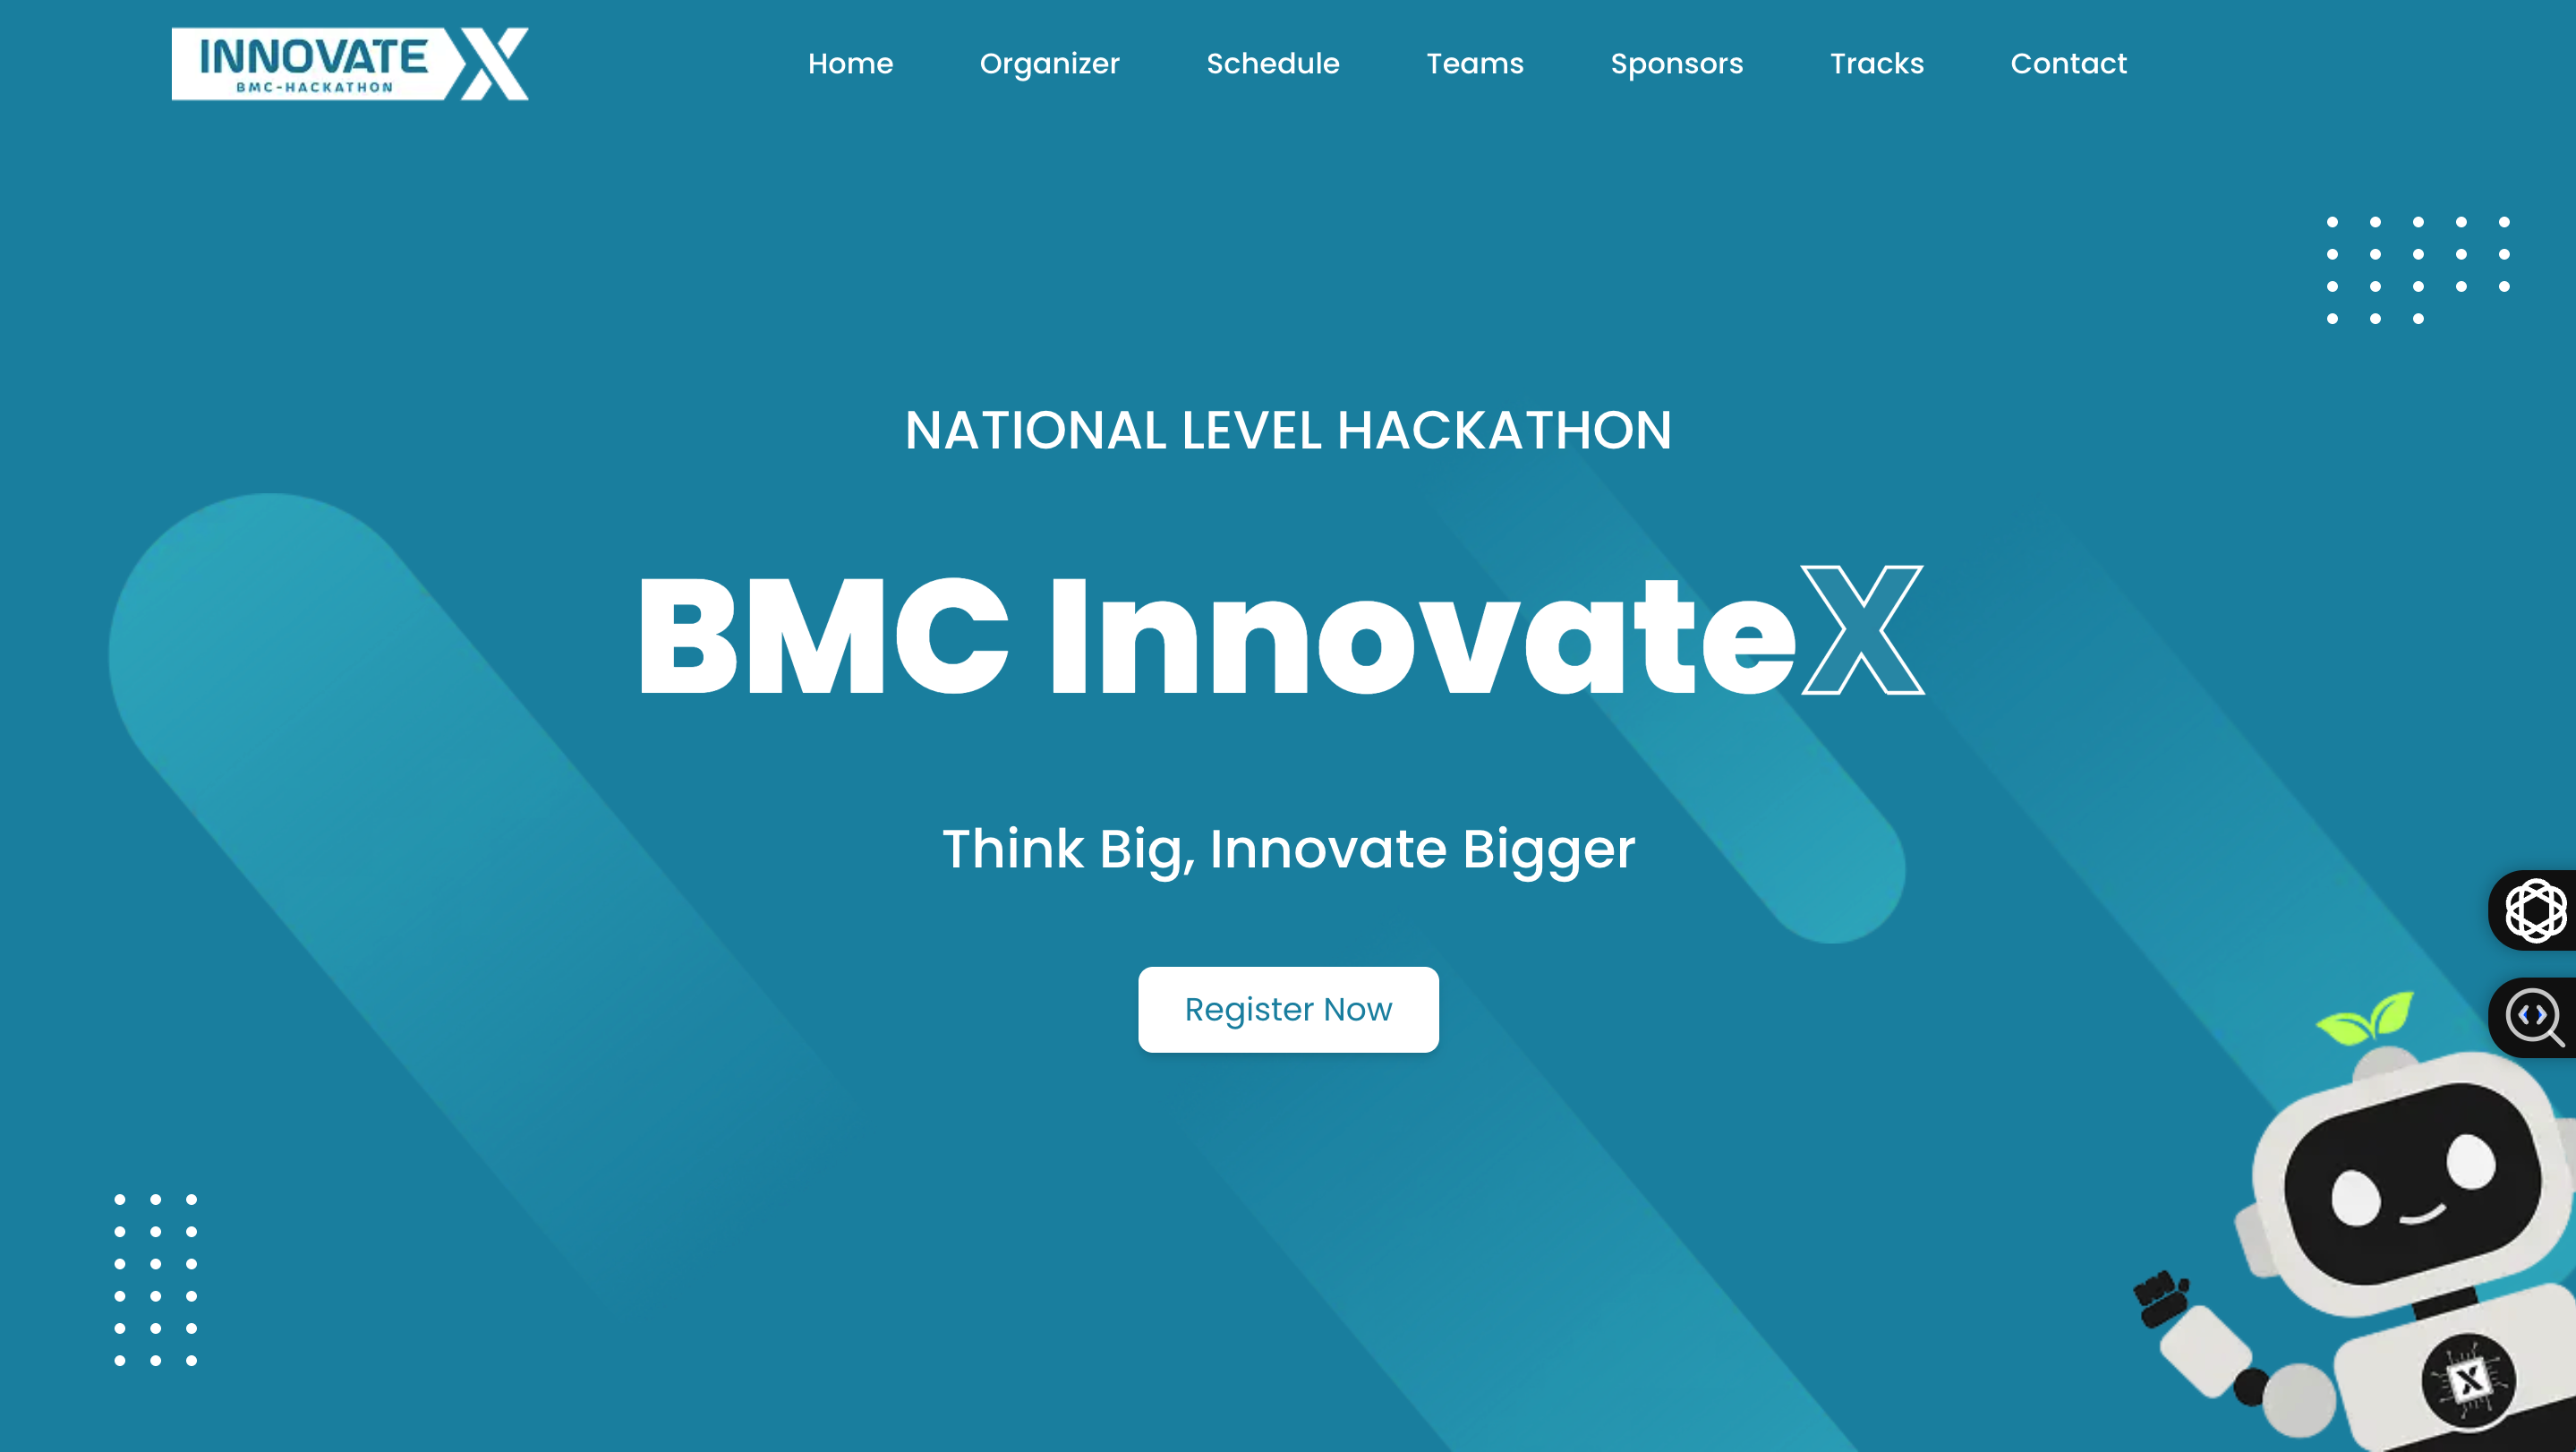 INNOVATE X
BMC-HACKATHON
Home Organizer Schedule Teams Sponsors Tracks Contact
NATIONAL LEVEL HACKATHON
BMC InnovateX
Think Big, Innovate Bigger
Register Now
X